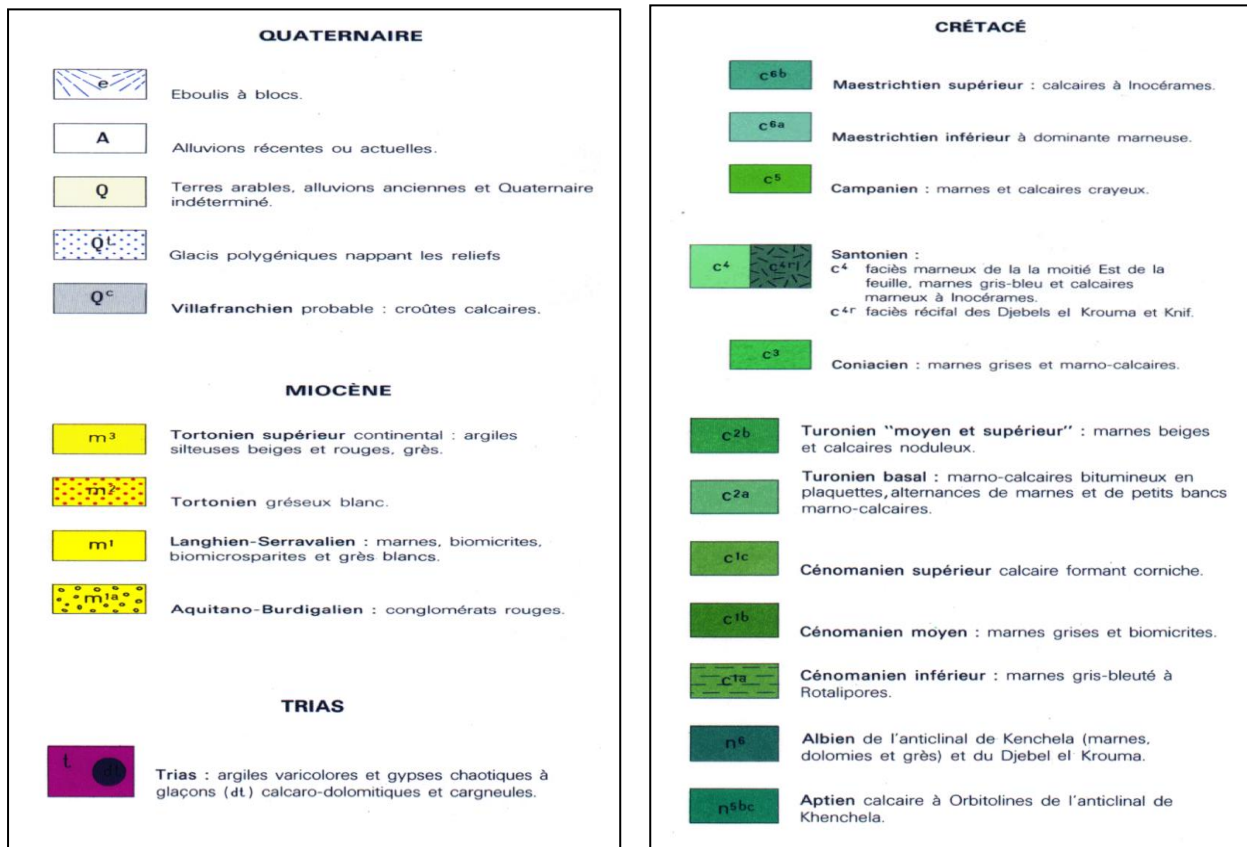 QUATERNAIRE
e
Eboulis à blocs.
A
Alluvions récentes ou actuelles.
Q
Terres arables, alluvions anciennes et Quaternaire
indéterminé.
Qt
Glacis polygéniques nappant les reliefs
Qc
Villafranchien probable : croûtes calcaires.
MIOCÈNE
m3
Tortonien supérieur continental : argiles
silteuses beiges et rouges, grès.
m2
Tortonien gréseux blanc.
m1
Langhien-Serravalien : marnes, biomicrites,
biomicrosparites et grès blancs.
m1a
Aquitano-Burdigalien : conglomérats rouges.
TRIAS
t
dt
Trias : argiles varicolores et gypses chaotiques à
glaçons (dt) calcaro-dolomitiques et cargneules.
CRÉTACÉ
c6b
Maestrichtien supérieur : calcaires à Inocérames.
c6a
Maestrichtien inférieur à dominante marneuse.
c5
Campanien : marnes et calcaires crayeux.
c4
Santonien :
c4 faciès marneux de la la moitié Est de la
feuille, marnes gris-bleu et calcaires
marneux à Inocérames.
c4r faciès récifal des Djebels el Krouma et Knif.
c3
Coniacien : marnes grises et marno-calcaires.
c2b
Turonien "moyen et supérieur" : marnes beiges
et calcaires noduleux.
c2a
Turonien basal : marno-calcaires bitumineux en
plaquettes, alternances de marnes et de petits bancs
marno-calcaires.
c1c
Cénomanien supérieur calcaire formant corniche.
c1b
Cénomanien moyen : marnes grises et biomicrites.
c1a
Cénomanien inférieur : marnes gris-bleuté à
Rotalipores.
n6
Albien de l'anticlinal de Kenchela (marnes,
dolomies et grès) et du Djebel el Krouma.
n5bc
Aptien calcaire à Orbitolines de l'anticlinal de
Khenchela.